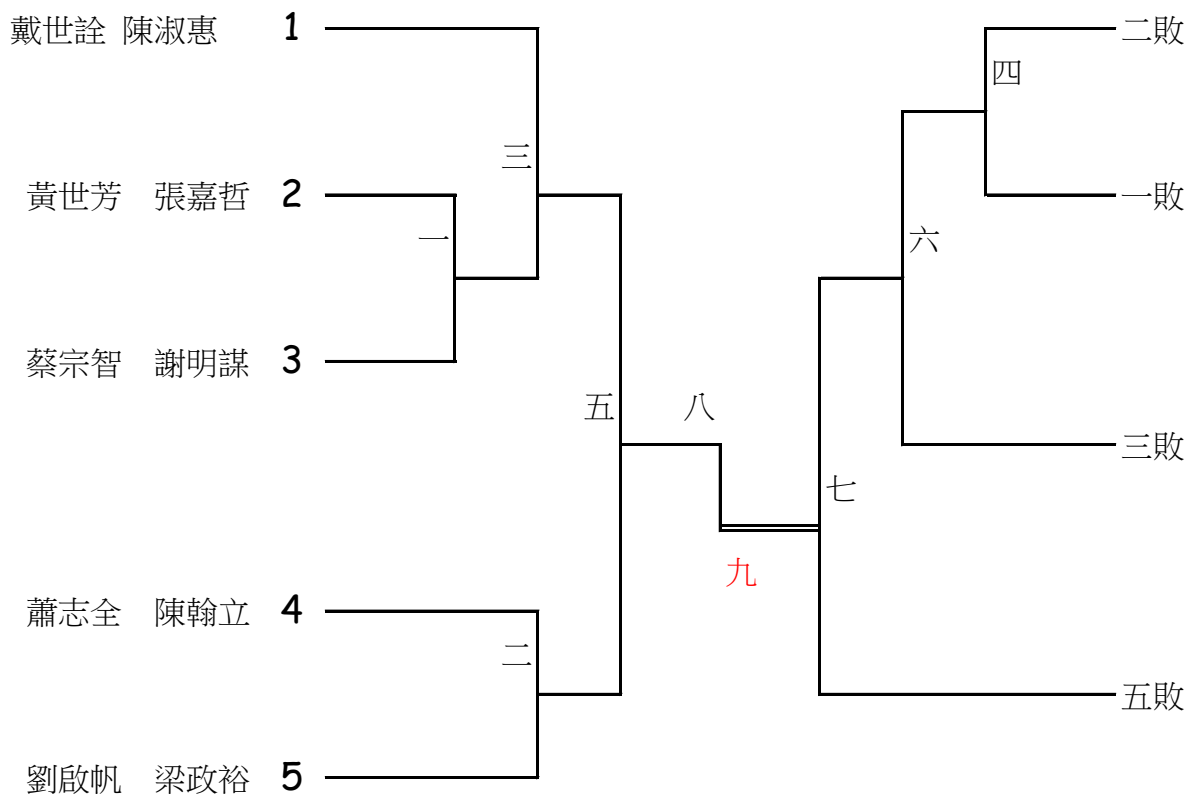 戴世詮 陳淑惠 1 二敗
四
三
黃世芳 張嘉哲 2 一敗
一 六
蔡宗智 謝明謀 3
五 八
三敗
七
九
蕭志全 陳翰立 4
二
五敗
劉啟帆 梁政裕 5